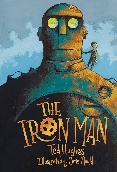 THE
IRON MAN
Ted Hughes